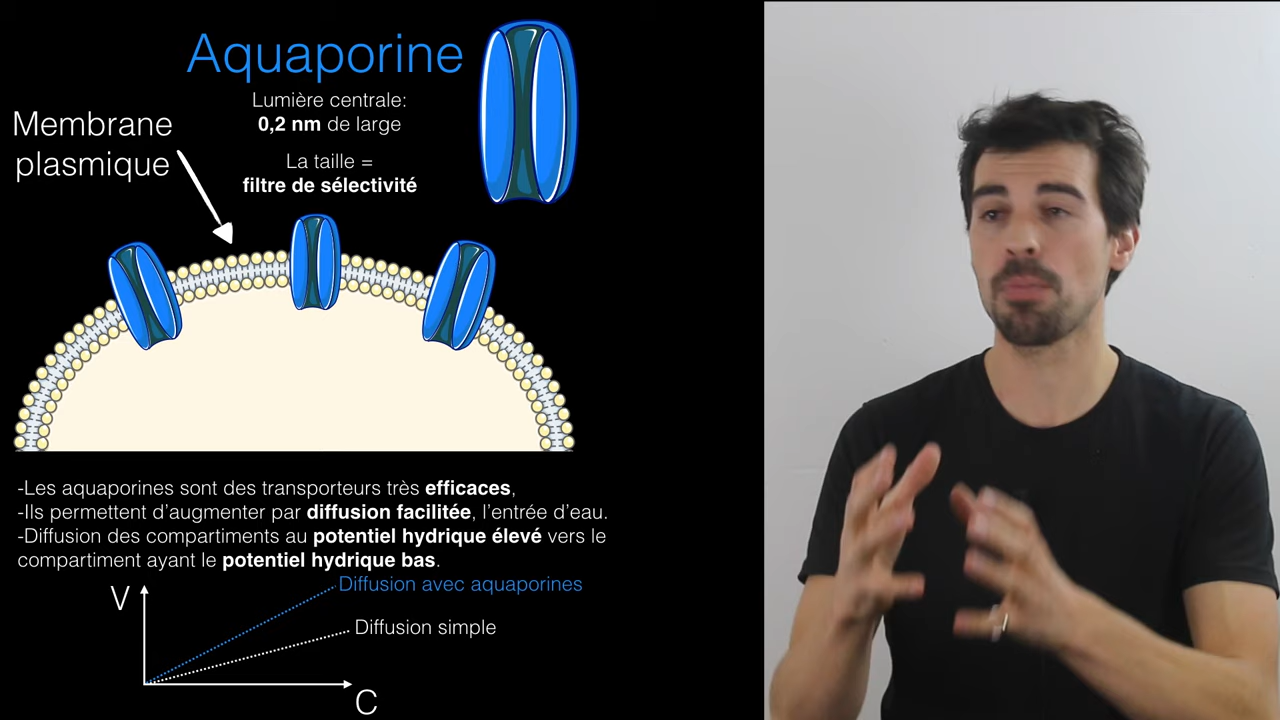 Aquaporine
Lumière centrale:
0,2 nm de large
La taille =
filtre de sélectivité
Membrane
plasmique
-Les aquaporines sont des transporteurs très efficaces,
-Ils permettent d'augmenter par diffusion facilitée, l'entrée d'eau.
-Diffusion des compartiments au potentiel hydrique élevé vers le
compartiment ayant le potentiel hydrique bas.
V
Diffusion avec aquaporines
Diffusion simple
C